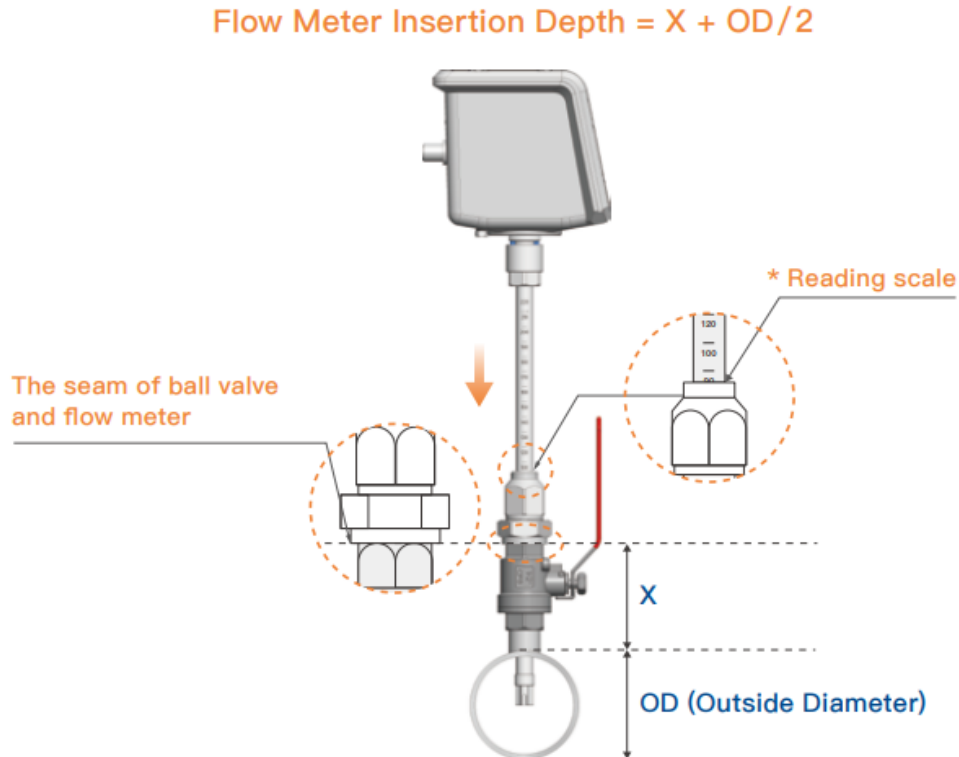 Flow Meter Insertion Depth = X + OD/2
* Reading scale
120
100
90
The seam of ball valve
and flow meter
X
OD (Outside Diameter)